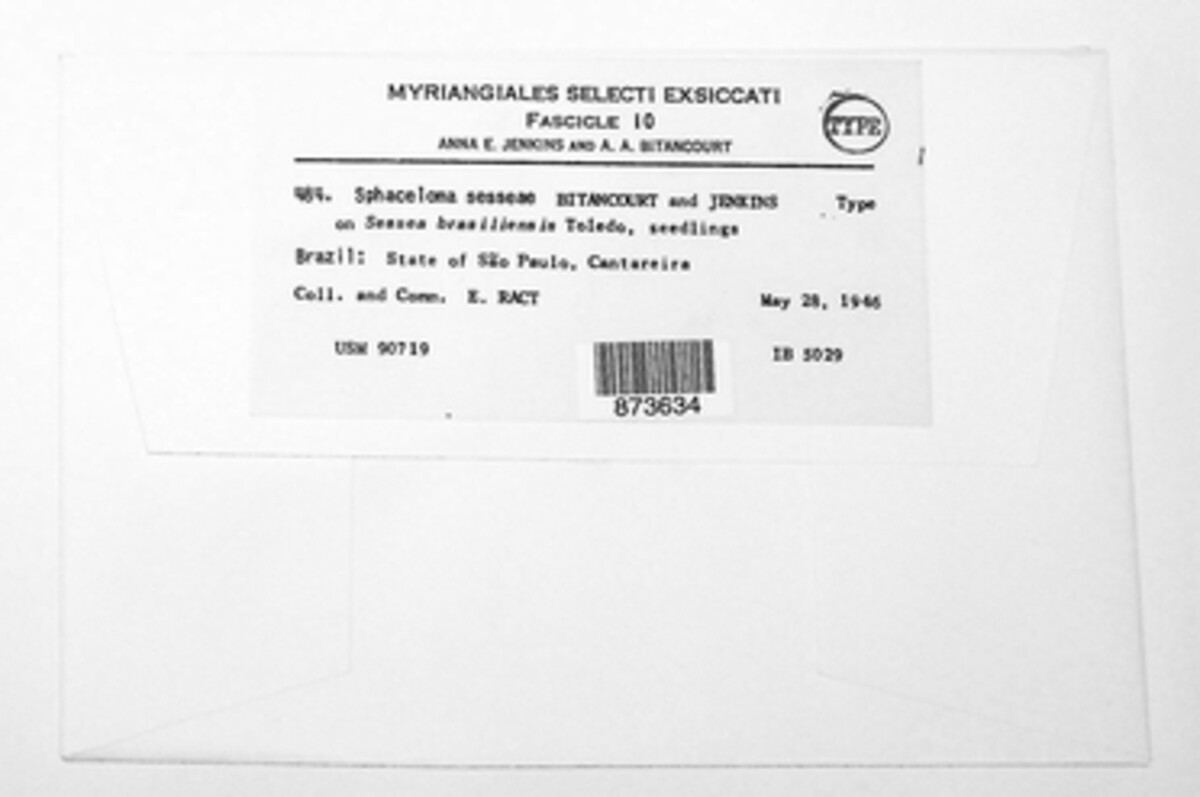 MYRIANGIALES SELECTI EXSICCATI
FASCICLE 10
ANNA E. JENKINS AND A. A. BITANCOURT
TYPE
484. Sphaceloma sesseae BITANCOURT and JENKINS Type
on Sessea brasiliensis Toledo, seedlings
Brazil: State of São Paulo, Cantareira
Coll. and Comm. E. RACT May 28, 1946
USM 90719 IB 5029
873634